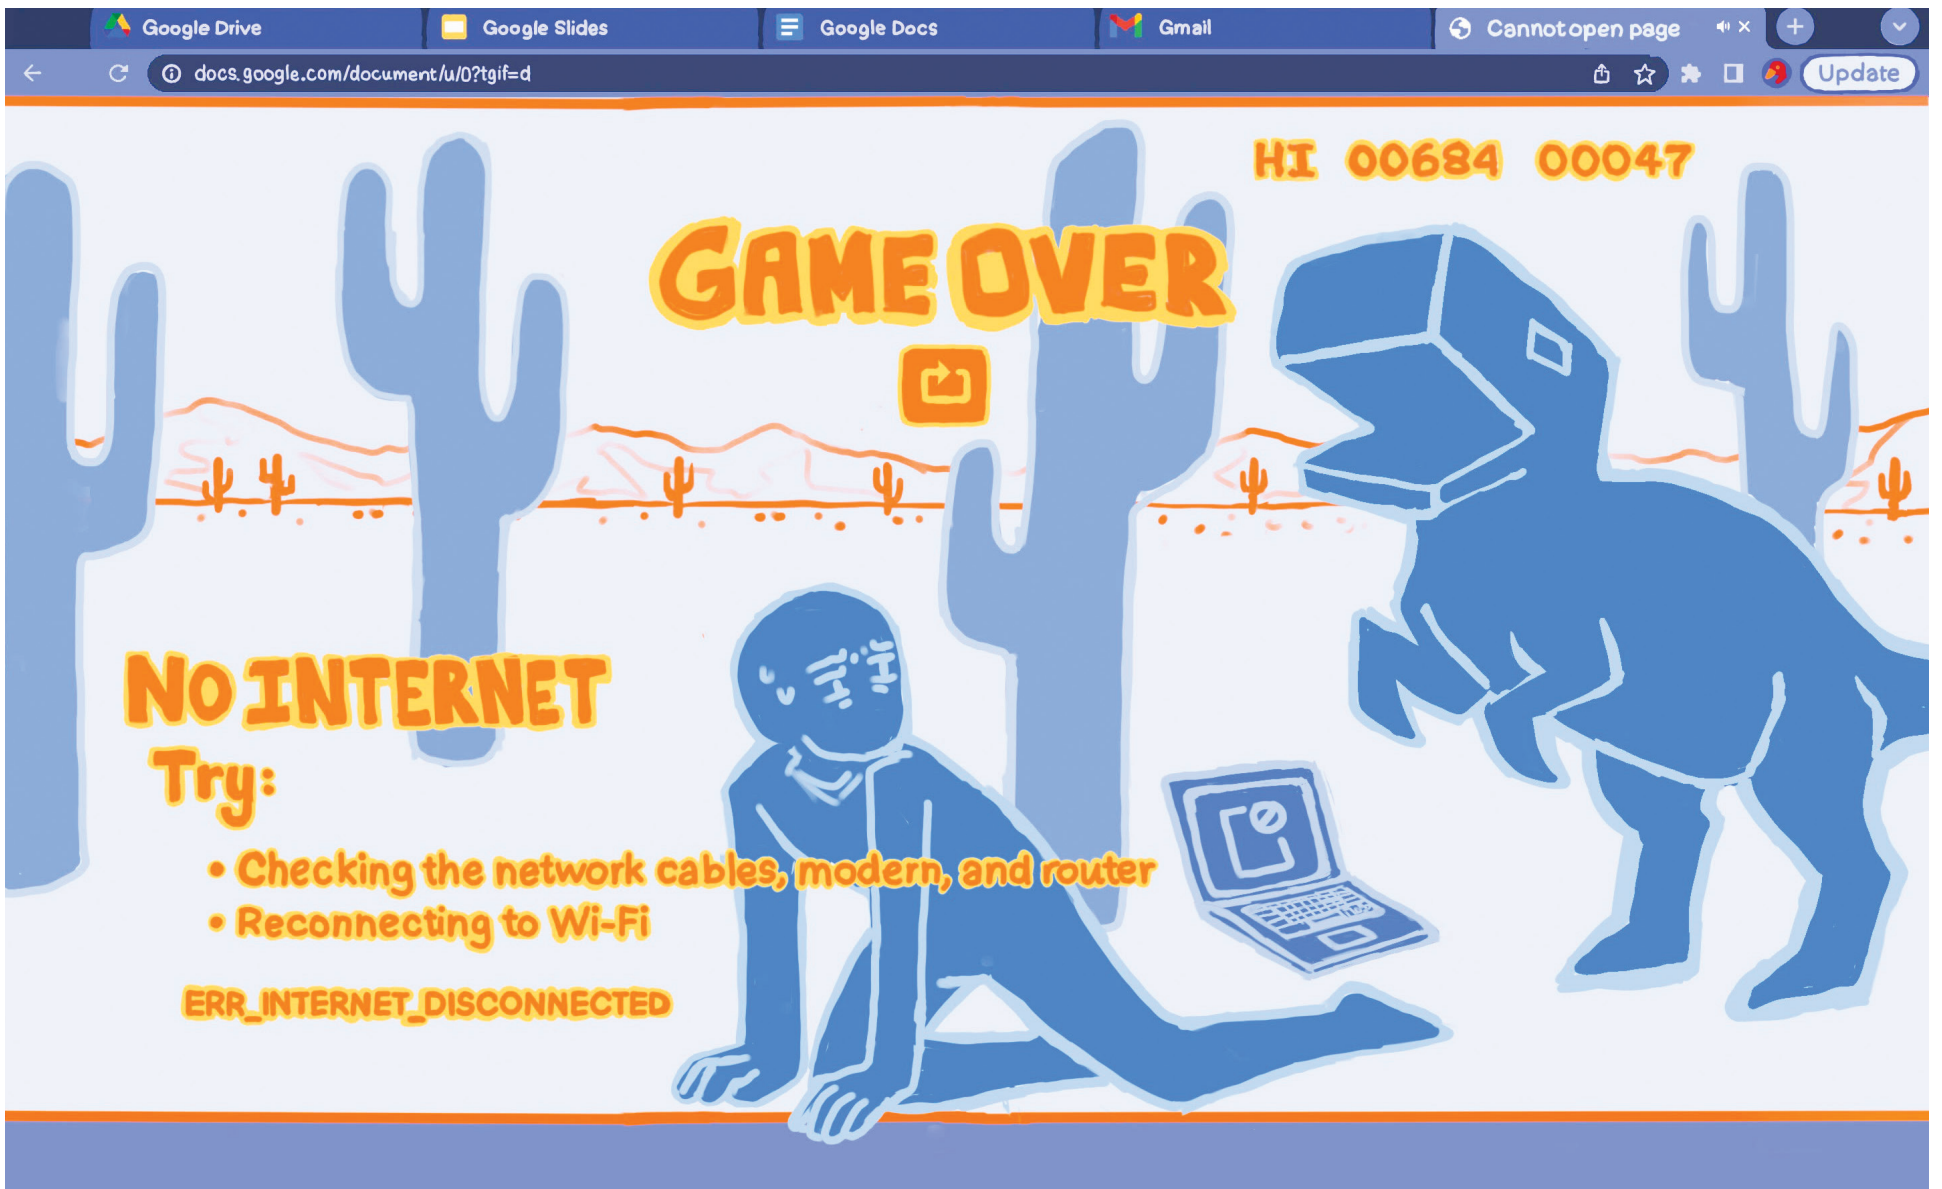 Google Drive
Google Slides
Google Docs
Gmail
Cannot open page
docs.google.com/document/u/0?tgif=d
Update
HI 00684 00047
GAME OVER
NO INTERNET
Try:
• Checking the network cables, modern, and router
• Reconnecting to Wi-Fi
ERR_INTERNET_DISCONNECTED